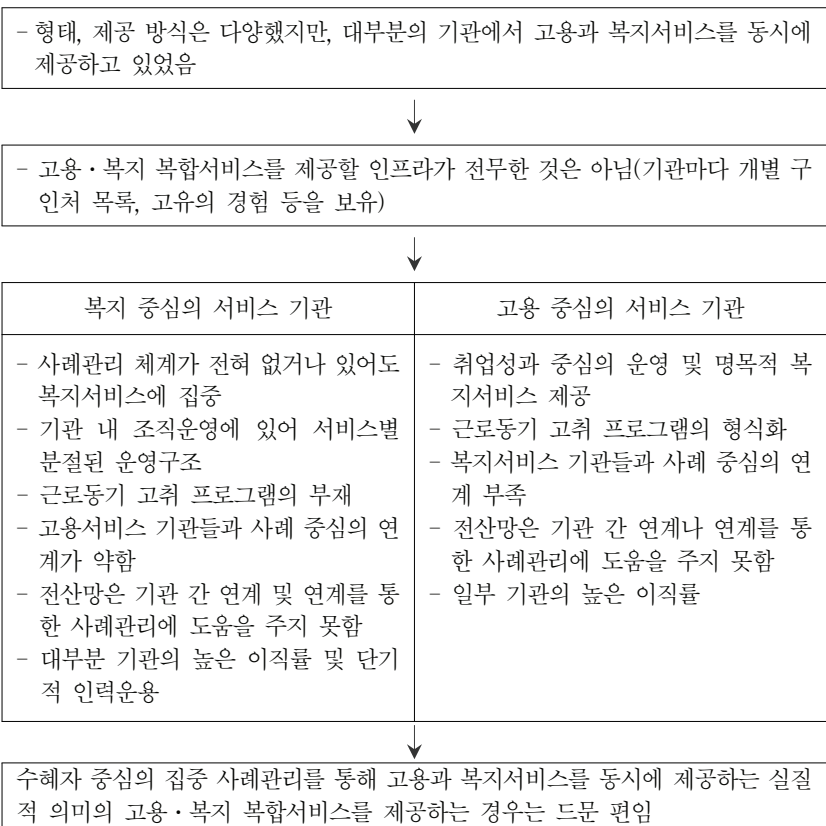 - 형태, 제공 방식은 다양했지만, 대부분의 기관에서 고용과 복지서비스를 동시에
제공하고 있었음
- 고용・복지 복합서비스를 제공할 인프라가 전무한 것은 아님(기관마다 개별 구
인처 목록, 고유의 경험 등을 보유)
복지 중심의 서비스 기관
- 사례관리 체계가 전혀 없거나 있어도
복지서비스에 집중
- 기관 내 조직운영에 있어 서비스별
분절된 운영구조
- 근로동기 고취 프로그램의 부재
- 고용서비스 기관들과 사례 중심의 연
계가 약함
- 전산망은 기관 간 연계 및 연계를 통
한 사례관리에 도움을 주지 못함
- 대부분 기관의 높은 이직률 및 단기
적 인력운용
고용 중심의 서비스 기관
- 취업성과 중심의 운영 및 명목적 복
지서비스 제공
- 근로동기 고취 프로그램의 형식화
- 복지서비스 기관들과 사례 중심의 연
계 부족
- 전산망은 기관 간 연계나 연계를 통
한 사례관리에 도움을 주지 못함
- 일부 기관의 높은 이직률
수혜자 중심의 집중 사례관리를 통해 고용과 복지서비스를 동시에 제공하는 실질
적 의미의 고용・복지 복합서비스를 제공하는 경우는 드문 편임